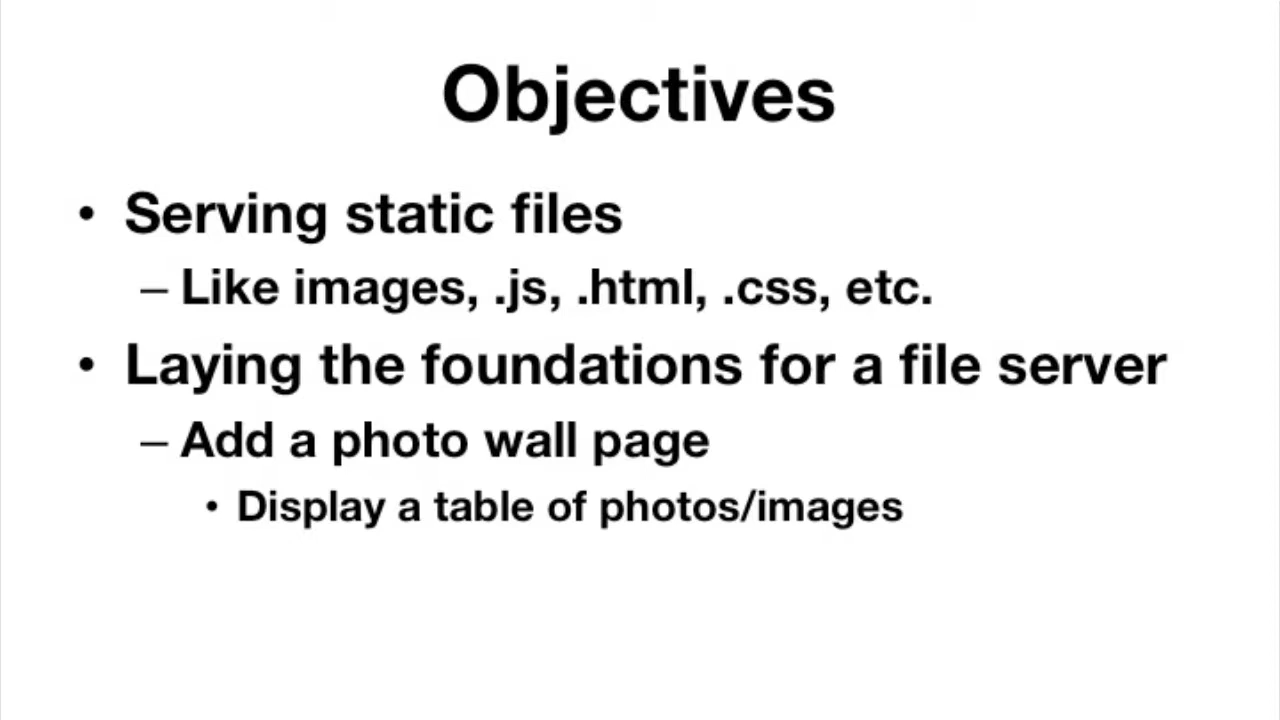 Objectives
• Serving static files
– Like images, .js, .html, .css, etc.
• Laying the foundations for a file server
– Add a photo wall page
• Display a table of photos/images